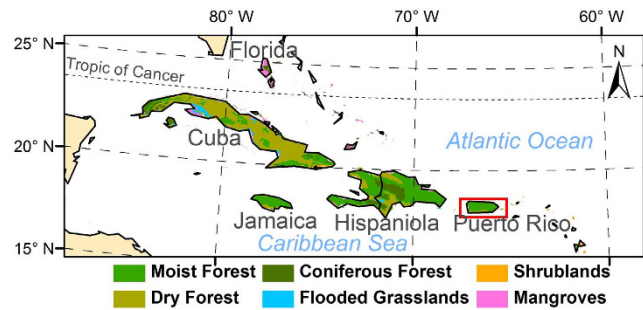 80° W 70° W 60° W
25° N
Florida
N
Tropic of Cancer
20° N
Cuba
Atlantic Ocean
Jamaica Hispaniola Puerto Rico
15° N
Caribbean Sea
Moist Forest Coniferous Forest Shrublands
Dry Forest Flooded Grasslands Mangroves